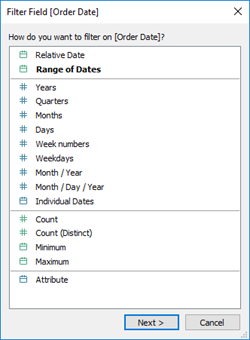 Filter Field [Order Date]
How do you want to filter on [Order Date]?
Relative Date
Range of Dates
Years
Quarters
Months
Days
Week numbers
Weekdays
Month / Year
Month / Day / Year
Individual Dates
Count
Count (Distinct)
Minimum
Maximum
Attribute
Next >
Cancel